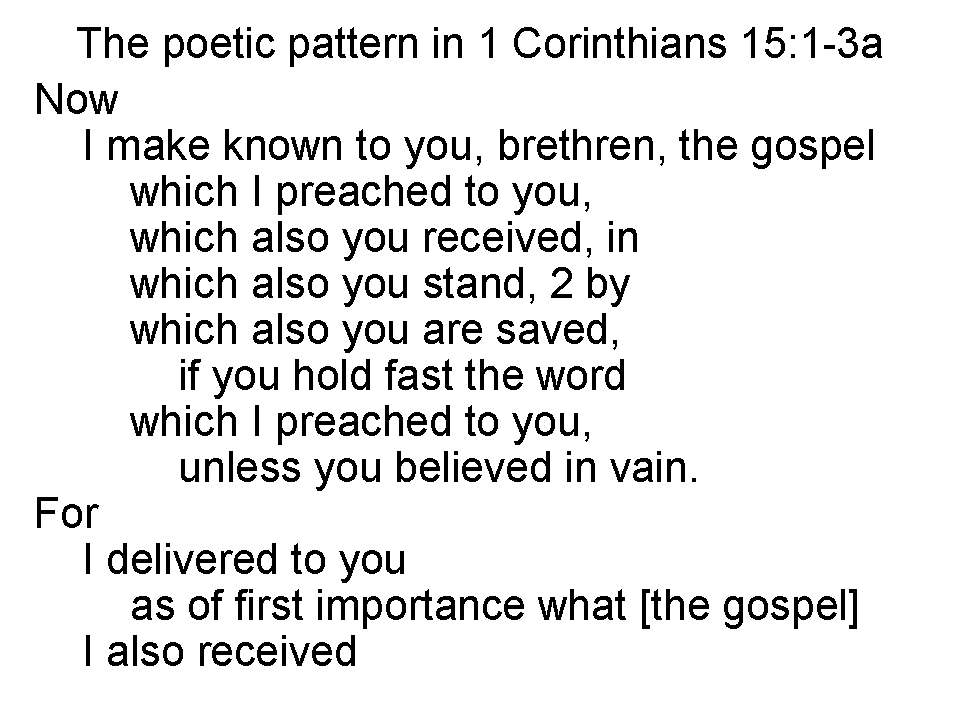 The poetic pattern in 1 Corinthians 15:1-3a
Now
I make known to you, brethren, the gospel
which I preached to you,
which also you received, in
which also you stand, 2 by
which also you are saved,
if you hold fast the word
which I preached to you,
unless you believed in vain.
For
I delivered to you
as of first importance what [the gospel]
I also received